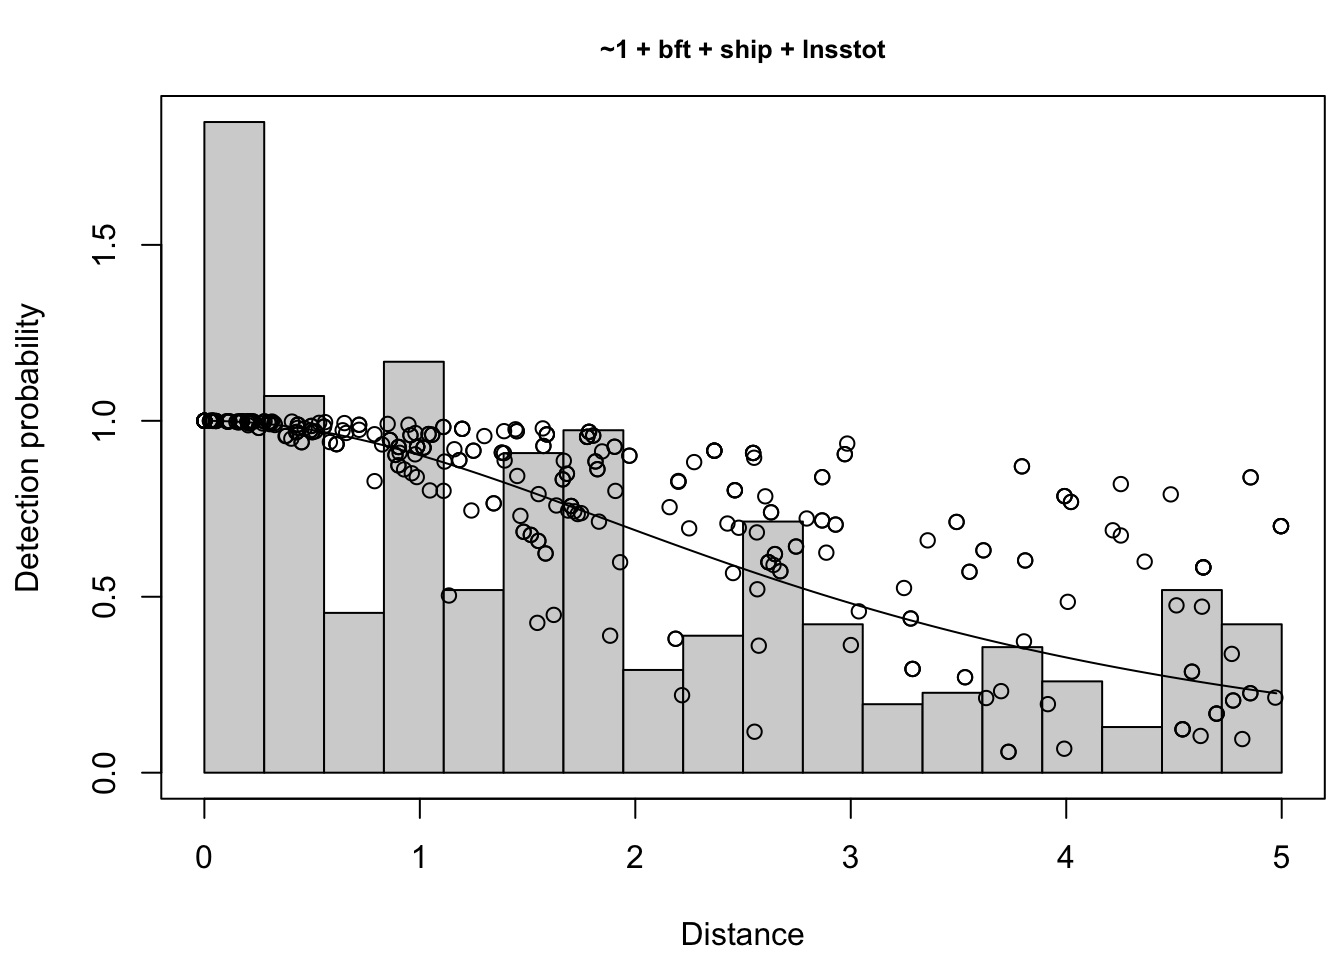 ~1 + bft + ship + lnsstot
Detection probability
1.5
1.0
0.5
0.0
0 1 2 3 4 5
Distance